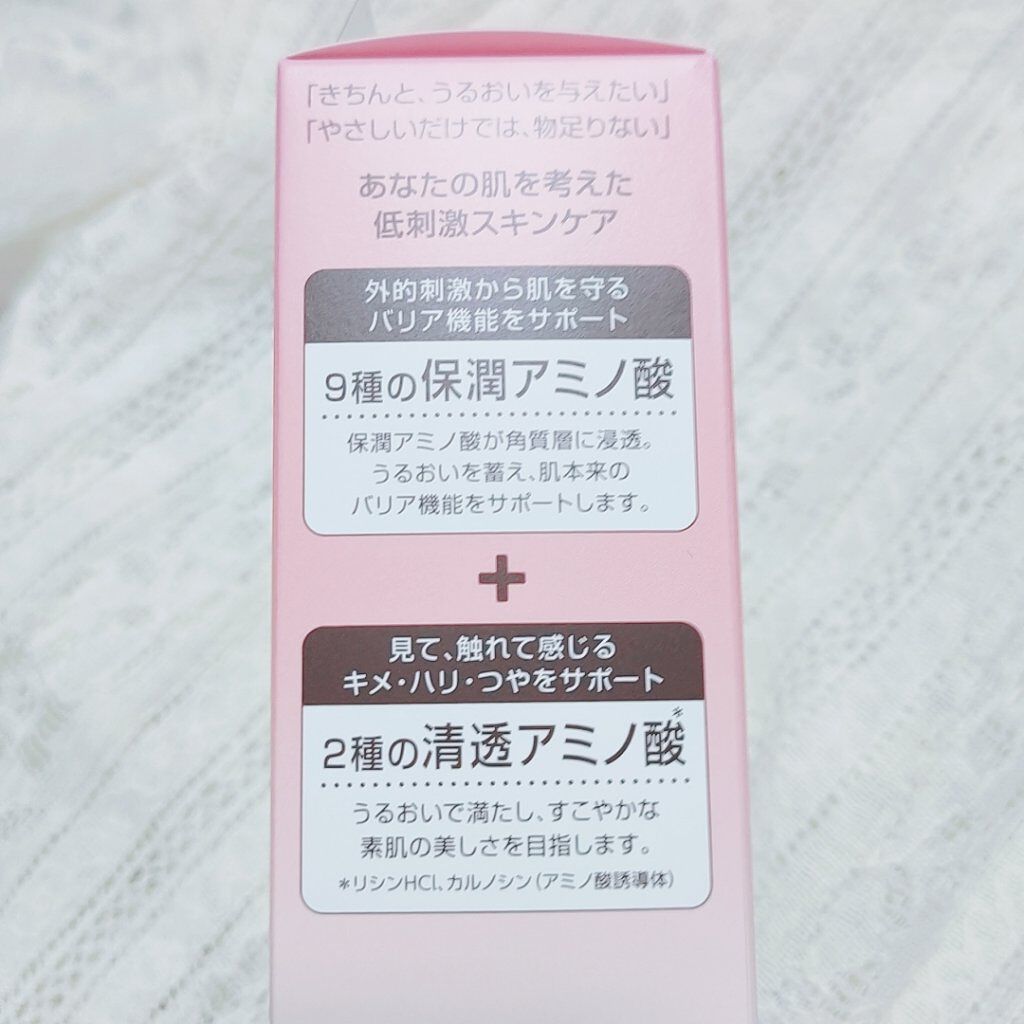 「きちんと、うるおいを与えたい」
「やさしいだけでは、物足りない」
あなたの肌を考えた
低刺激スキンケア
外的刺激から肌を守る
バリア機能をサポート
9種の保潤アミノ酸
保潤アミノ酸が角質層に浸透。
うるおいを蓄え、肌本来の
バリア機能をサポートします。
+
見て、触れて感じる
キメ・ハリ・つやをサポート
2種の清透アミノ酸*
うるおいで満たし、すこやかな
素肌の美しさを目指します。
*リシンHCl、カルノシン(アミノ酸誘導体)